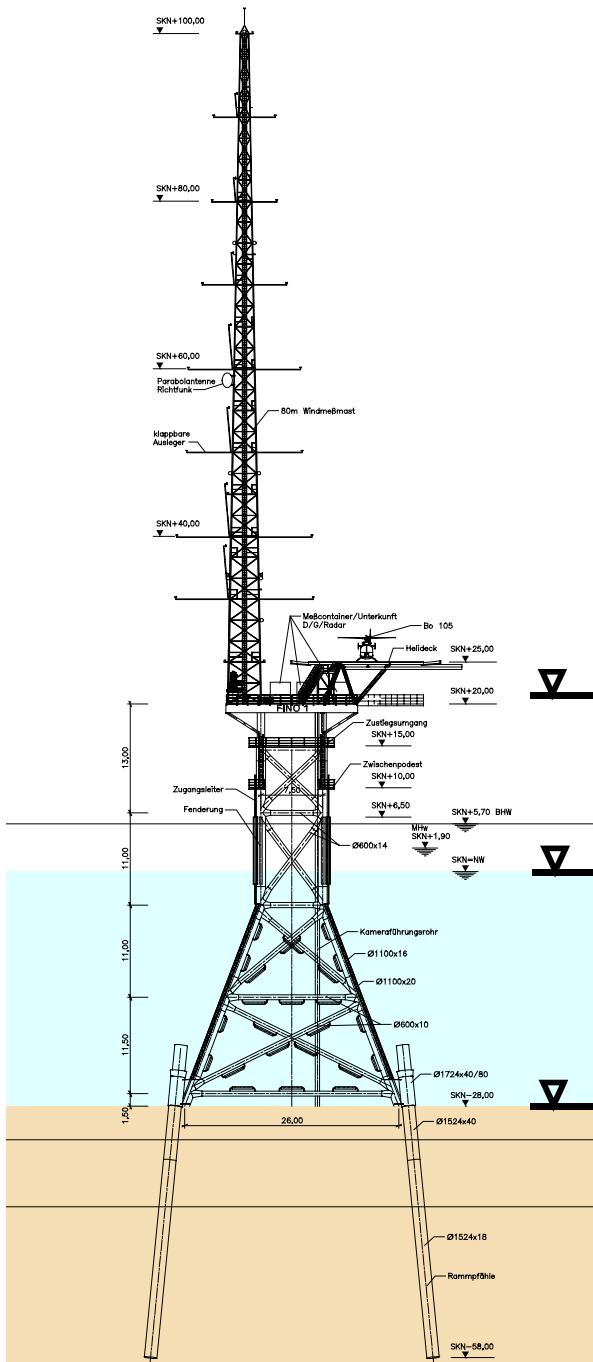 SKN+100,00
SKN+80,00
SKN+60,00
Parabolantenne
Richtfunk
80m Windmeßmast
klappbare
Ausleger
SKN+40,00
Meßcontainer/Unterkunft
D/G/Radar
Bo 105
Helideck
SKN+25,00
SKN+20,00
FINO 1
Zustiegsumgang
SKN+15,00
13,00
Zwischenpodest
SKN+10,00
Zugangsleiter
7,50
Fenderung
SKN+6,50
SKN+5,70 BHW
MHw
SKN+1,90
Ø600x14
11,00
SKN=NW
Kameraführungsrohr
11,00
Ø1100x16
Ø1100x20
Ø600x10
11,50
Ø1724x40/80
SKN-28,00
1,50
26,00
Ø1524x40
Ø1524x18
Rammpfähle
SKN-58,00